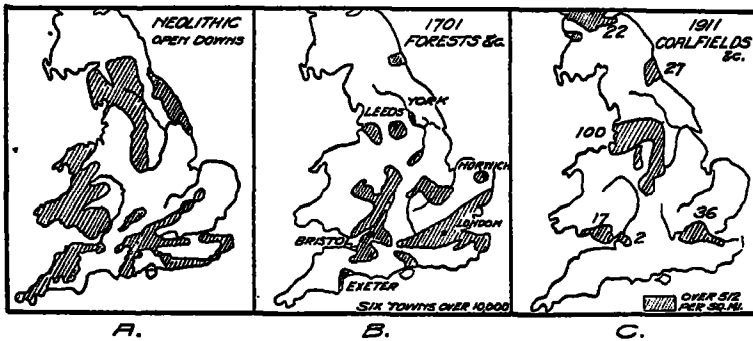 NEOLITHIC
OPEN DOWNS
1701
FORESTS &c.
LEEDS
YORK
NORWICH
LONDON
BRISTOL
EXETER
SIX TOWNS OVER 10,000
1911
COALFIELDS
&c.
22
27
100
17
2
36
OVER 512
PER SQ.MI.
A.
B.
C.